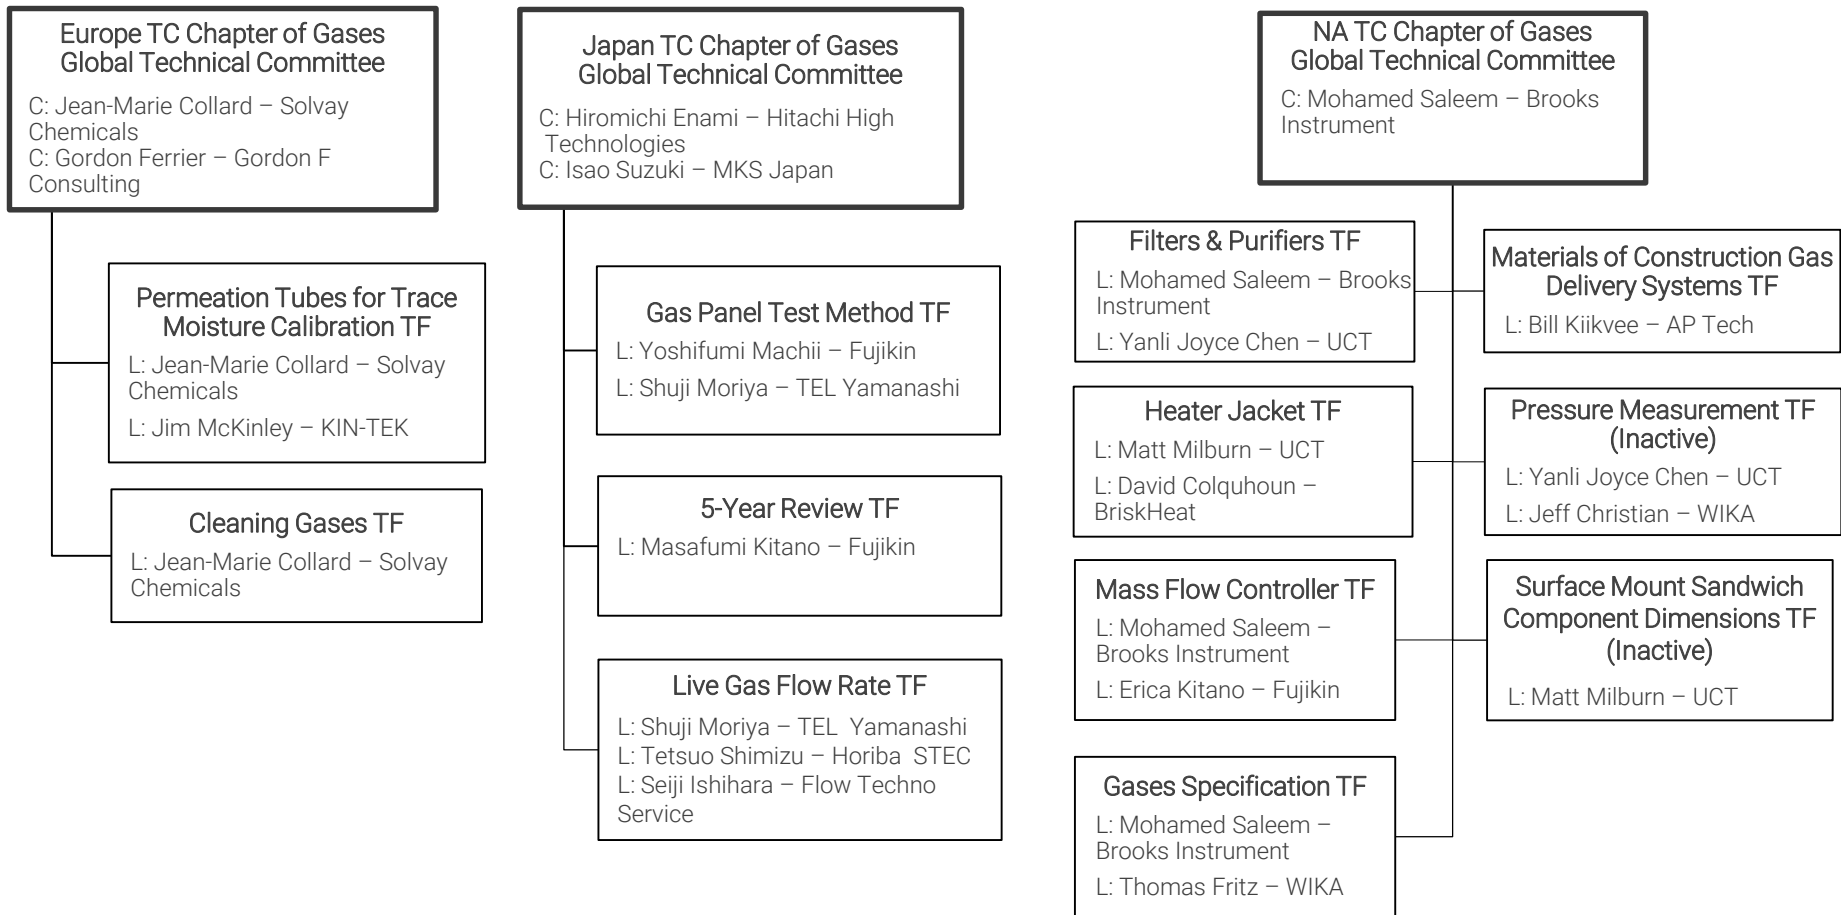 Europe TC Chapter of Gases
Global Technical Committee
C: Jean-Marie Collard – Solvay
Chemicals
C: Gordon Ferrier – Gordon F
Consulting
Permeation Tubes for Trace
Moisture Calibration TF
L: Jean-Marie Collard – Solvay
Chemicals
L: Jim McKinley – KIN-TEK
Cleaning Gases TF
L: Jean-Marie Collard – Solvay
Chemicals
Japan TC Chapter of Gases
Global Technical Committee
C: Hiromichi Enami – Hitachi High
Technologies
C: Isao Suzuki – MKS Japan
Gas Panel Test Method TF
L: Yoshifumi Machii – Fujikin
L: Shuji Moriya – TEL Yamanashi
5-Year Review TF
L: Masafumi Kitano – Fujikin
Live Gas Flow Rate TF
L: Shuji Moriya – TEL Yamanashi
L: Tetsuo Shimizu – Horiba STEC
L: Seiji Ishihara – Flow Techno
Service
NA TC Chapter of Gases
Global Technical Committee
C: Mohamed Saleem – Brooks
Instrument
Filters & Purifiers TF
L: Mohamed Saleem – Brooks
Instrument
L: Yanli Joyce Chen – UCT
Materials of Construction Gas
Delivery Systems TF
L: Bill Kiikvee – AP Tech
Heater Jacket TF
L: Matt Milburn – UCT
L: David Colquhoun –
BriskHeat
Pressure Measurement TF
(Inactive)
L: Yanli Joyce Chen – UCT
L: Jeff Christian – WIKA
Mass Flow Controller TF
L: Mohamed Saleem –
Brooks Instrument
L: Erica Kitano – Fujikin
Surface Mount Sandwich
Component Dimensions TF
(Inactive)
L: Matt Milburn – UCT
Gases Specification TF
L: Mohamed Saleem –
Brooks Instrument
L: Thomas Fritz – WIKA